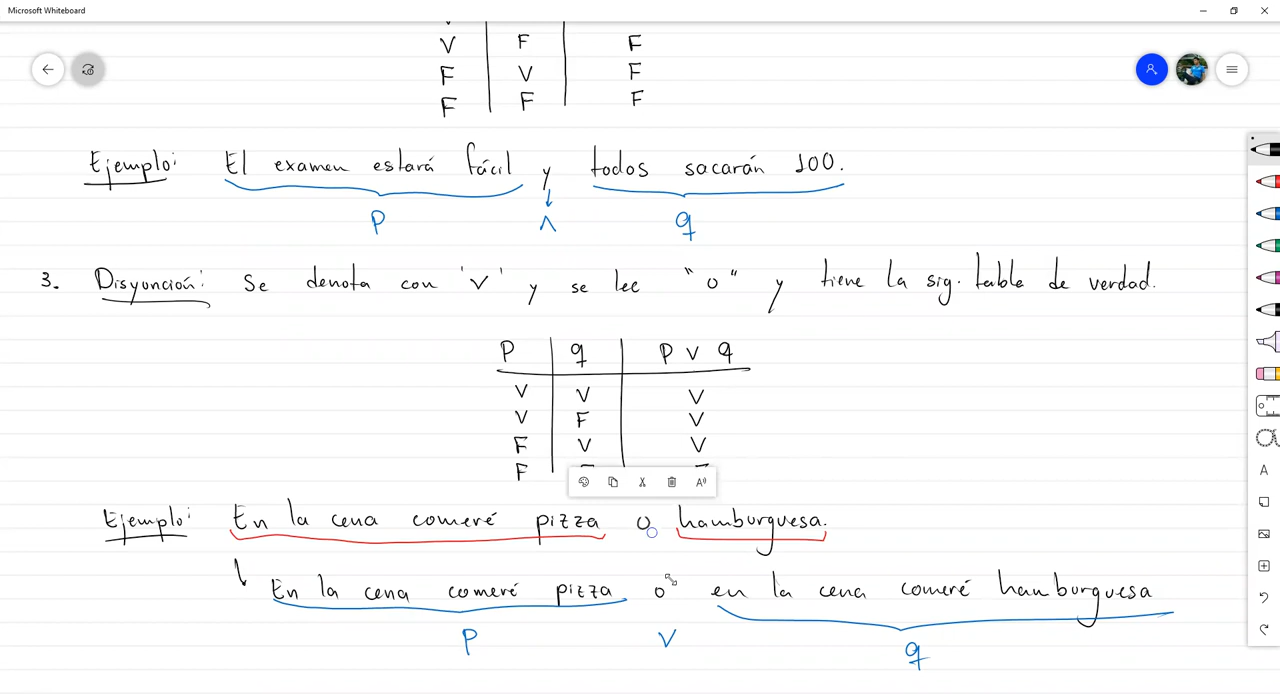 Microsoft Whiteboard
V F F
F V F
F F F
Ejemplo: El examen estará fácil y todos sacarán 100.
P ∧ q
3. Disyunción: Se denota con 'v' y se lee "o" y tiene la sig. tabla de verdad.
P q P v q
V V V
V F V
F V V
F
Ejemplo: En la cena comeré pizza o hamburguesa.
En la cena comeré pizza o en la cena comeré hamburguesa
P V q